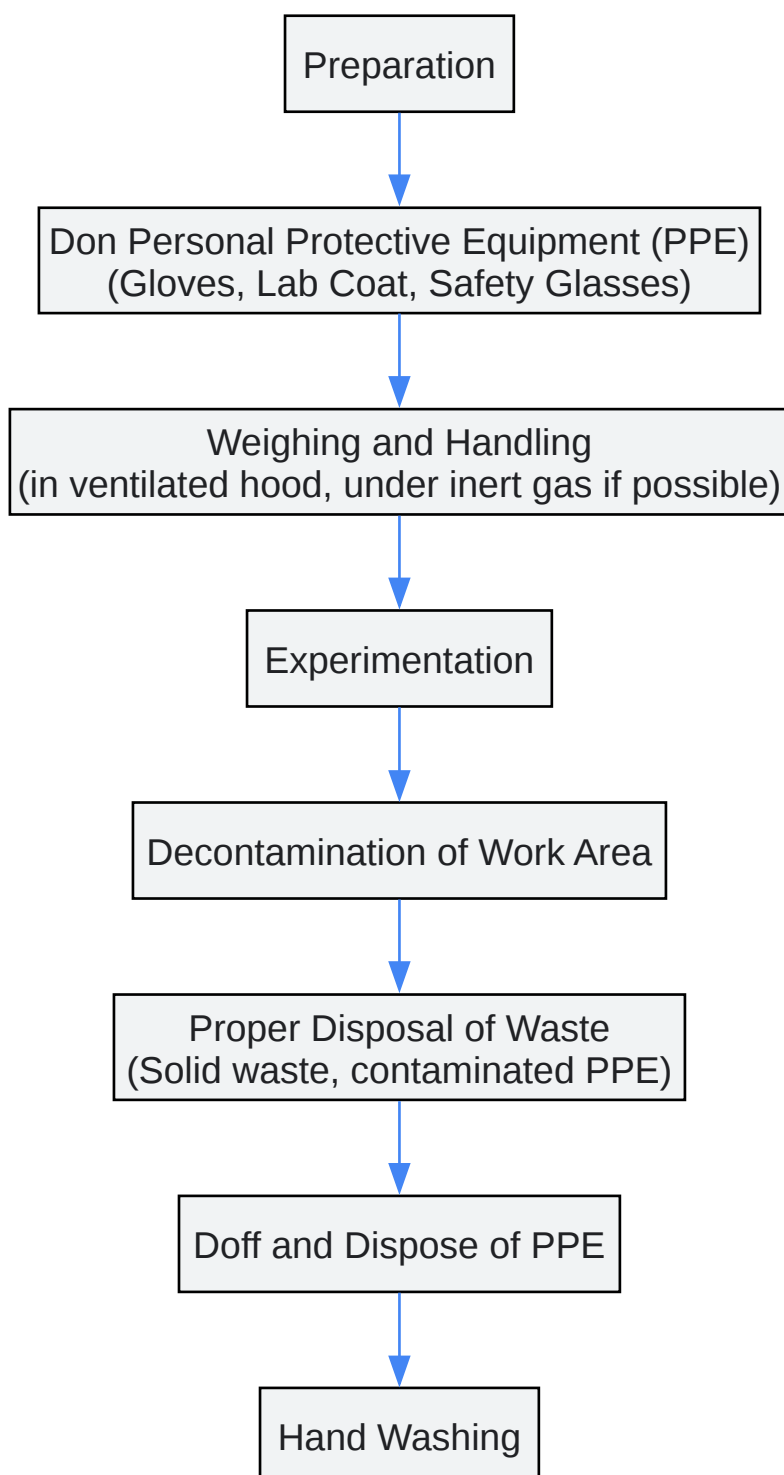 Preparation
Don Personal Protective Equipment (PPE)
(Gloves, Lab Coat, Safety Glasses)
Weighing and Handling
(in ventilated hood, under inert gas if possible)
Experimentation
Decontamination of Work Area
Proper Disposal of Waste
(Solid waste, contaminated PPE)
Doff and Dispose of PPE
Hand Washing